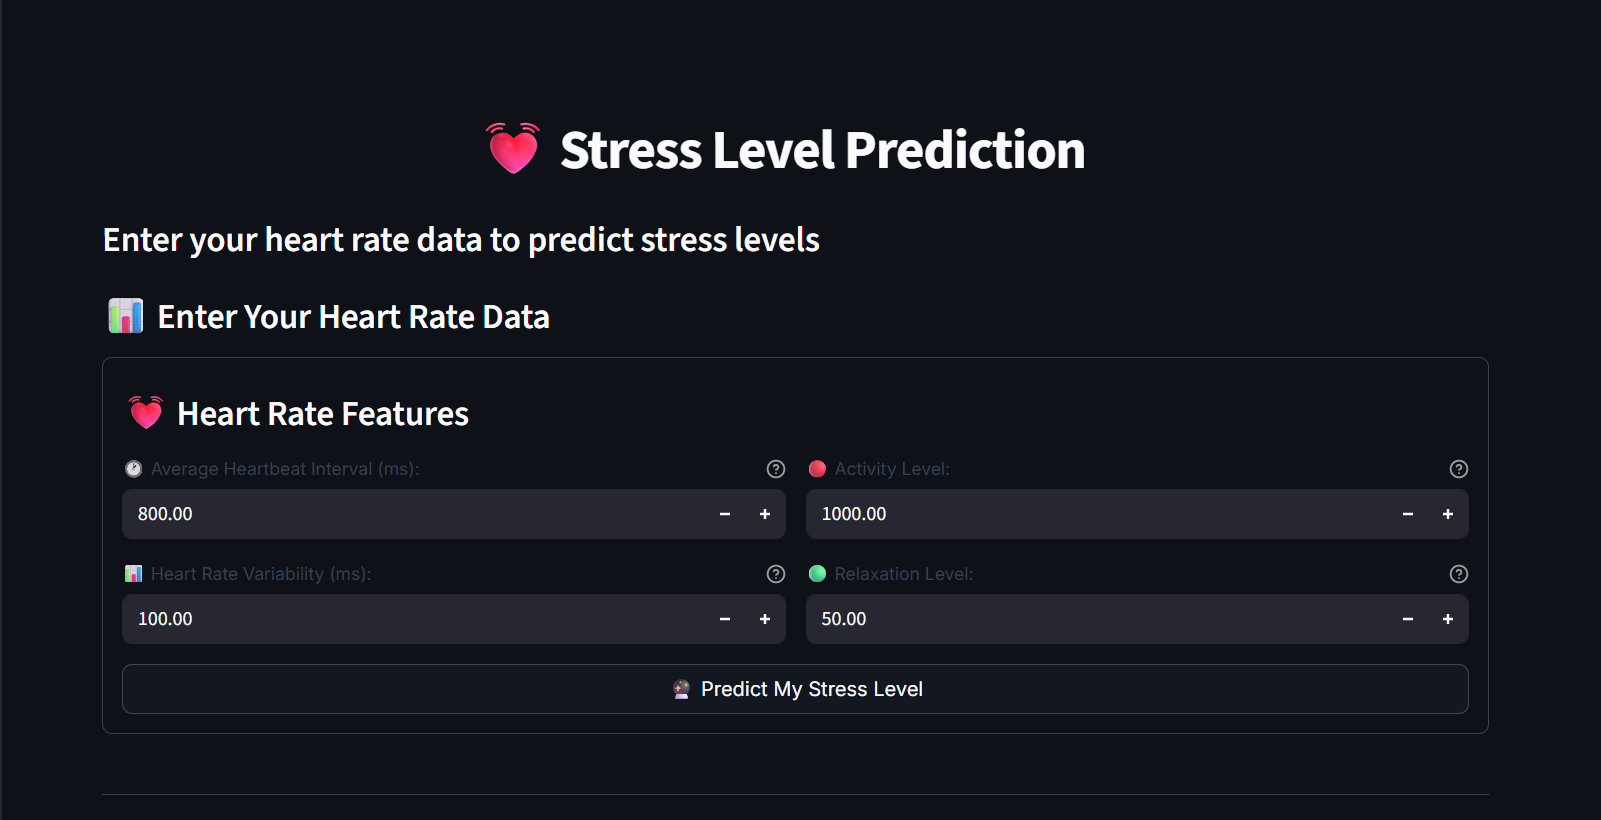 Stress Level Prediction
Enter your heart rate data to predict stress levels
Enter Your Heart Rate Data
Heart Rate Features
Average Heartbeat Interval (ms):
Activity Level:
800.00
1000.00
Heart Rate Variability (ms):
Relaxation Level:
100.00
50.00
Predict My Stress Level